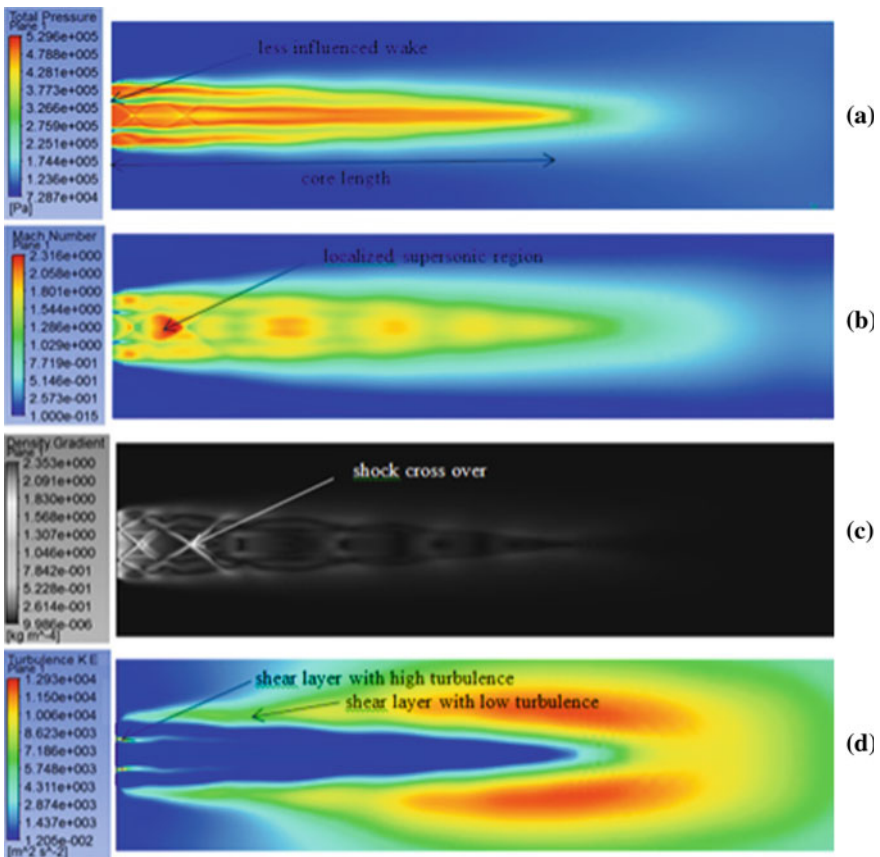 Total Pressure
Plane 1
5.296e+005
4.788e+005
4.281e+005
3.773e+005
3.266e+005
2.759e+005
2.251e+005
1.744e+005
1.236e+005
7.287e+004
[Pa]
less influenced wake
core length
(a)
Mach Number
Plane 1
2.316e+000
2.058e+000
1.801e+000
1.544e+000
1.286e+000
1.029e+000
7.719e-001
5.146e-001
2.573e-001
1.000e-015
localized supersonic region
(b)
Density Gradient
Plane 1
2.353e+000
2.091e+000
1.830e+000
1.568e+000
1.307e+000
1.046e+000
7.842e-001
5.228e-001
2.614e-001
9.986e-006
[kg m^-4]
shock cross over
(c)
Turbulence K E
Plane 1
1.293e+004
1.150e+004
1.006e+004
8.623e+003
7.186e+003
5.748e+003
4.311e+003
2.874e+003
1.437e+003
1.205e-002
[m^2 s^-2]
shear layer with high turbulence
shear layer with low turbulence
(d)